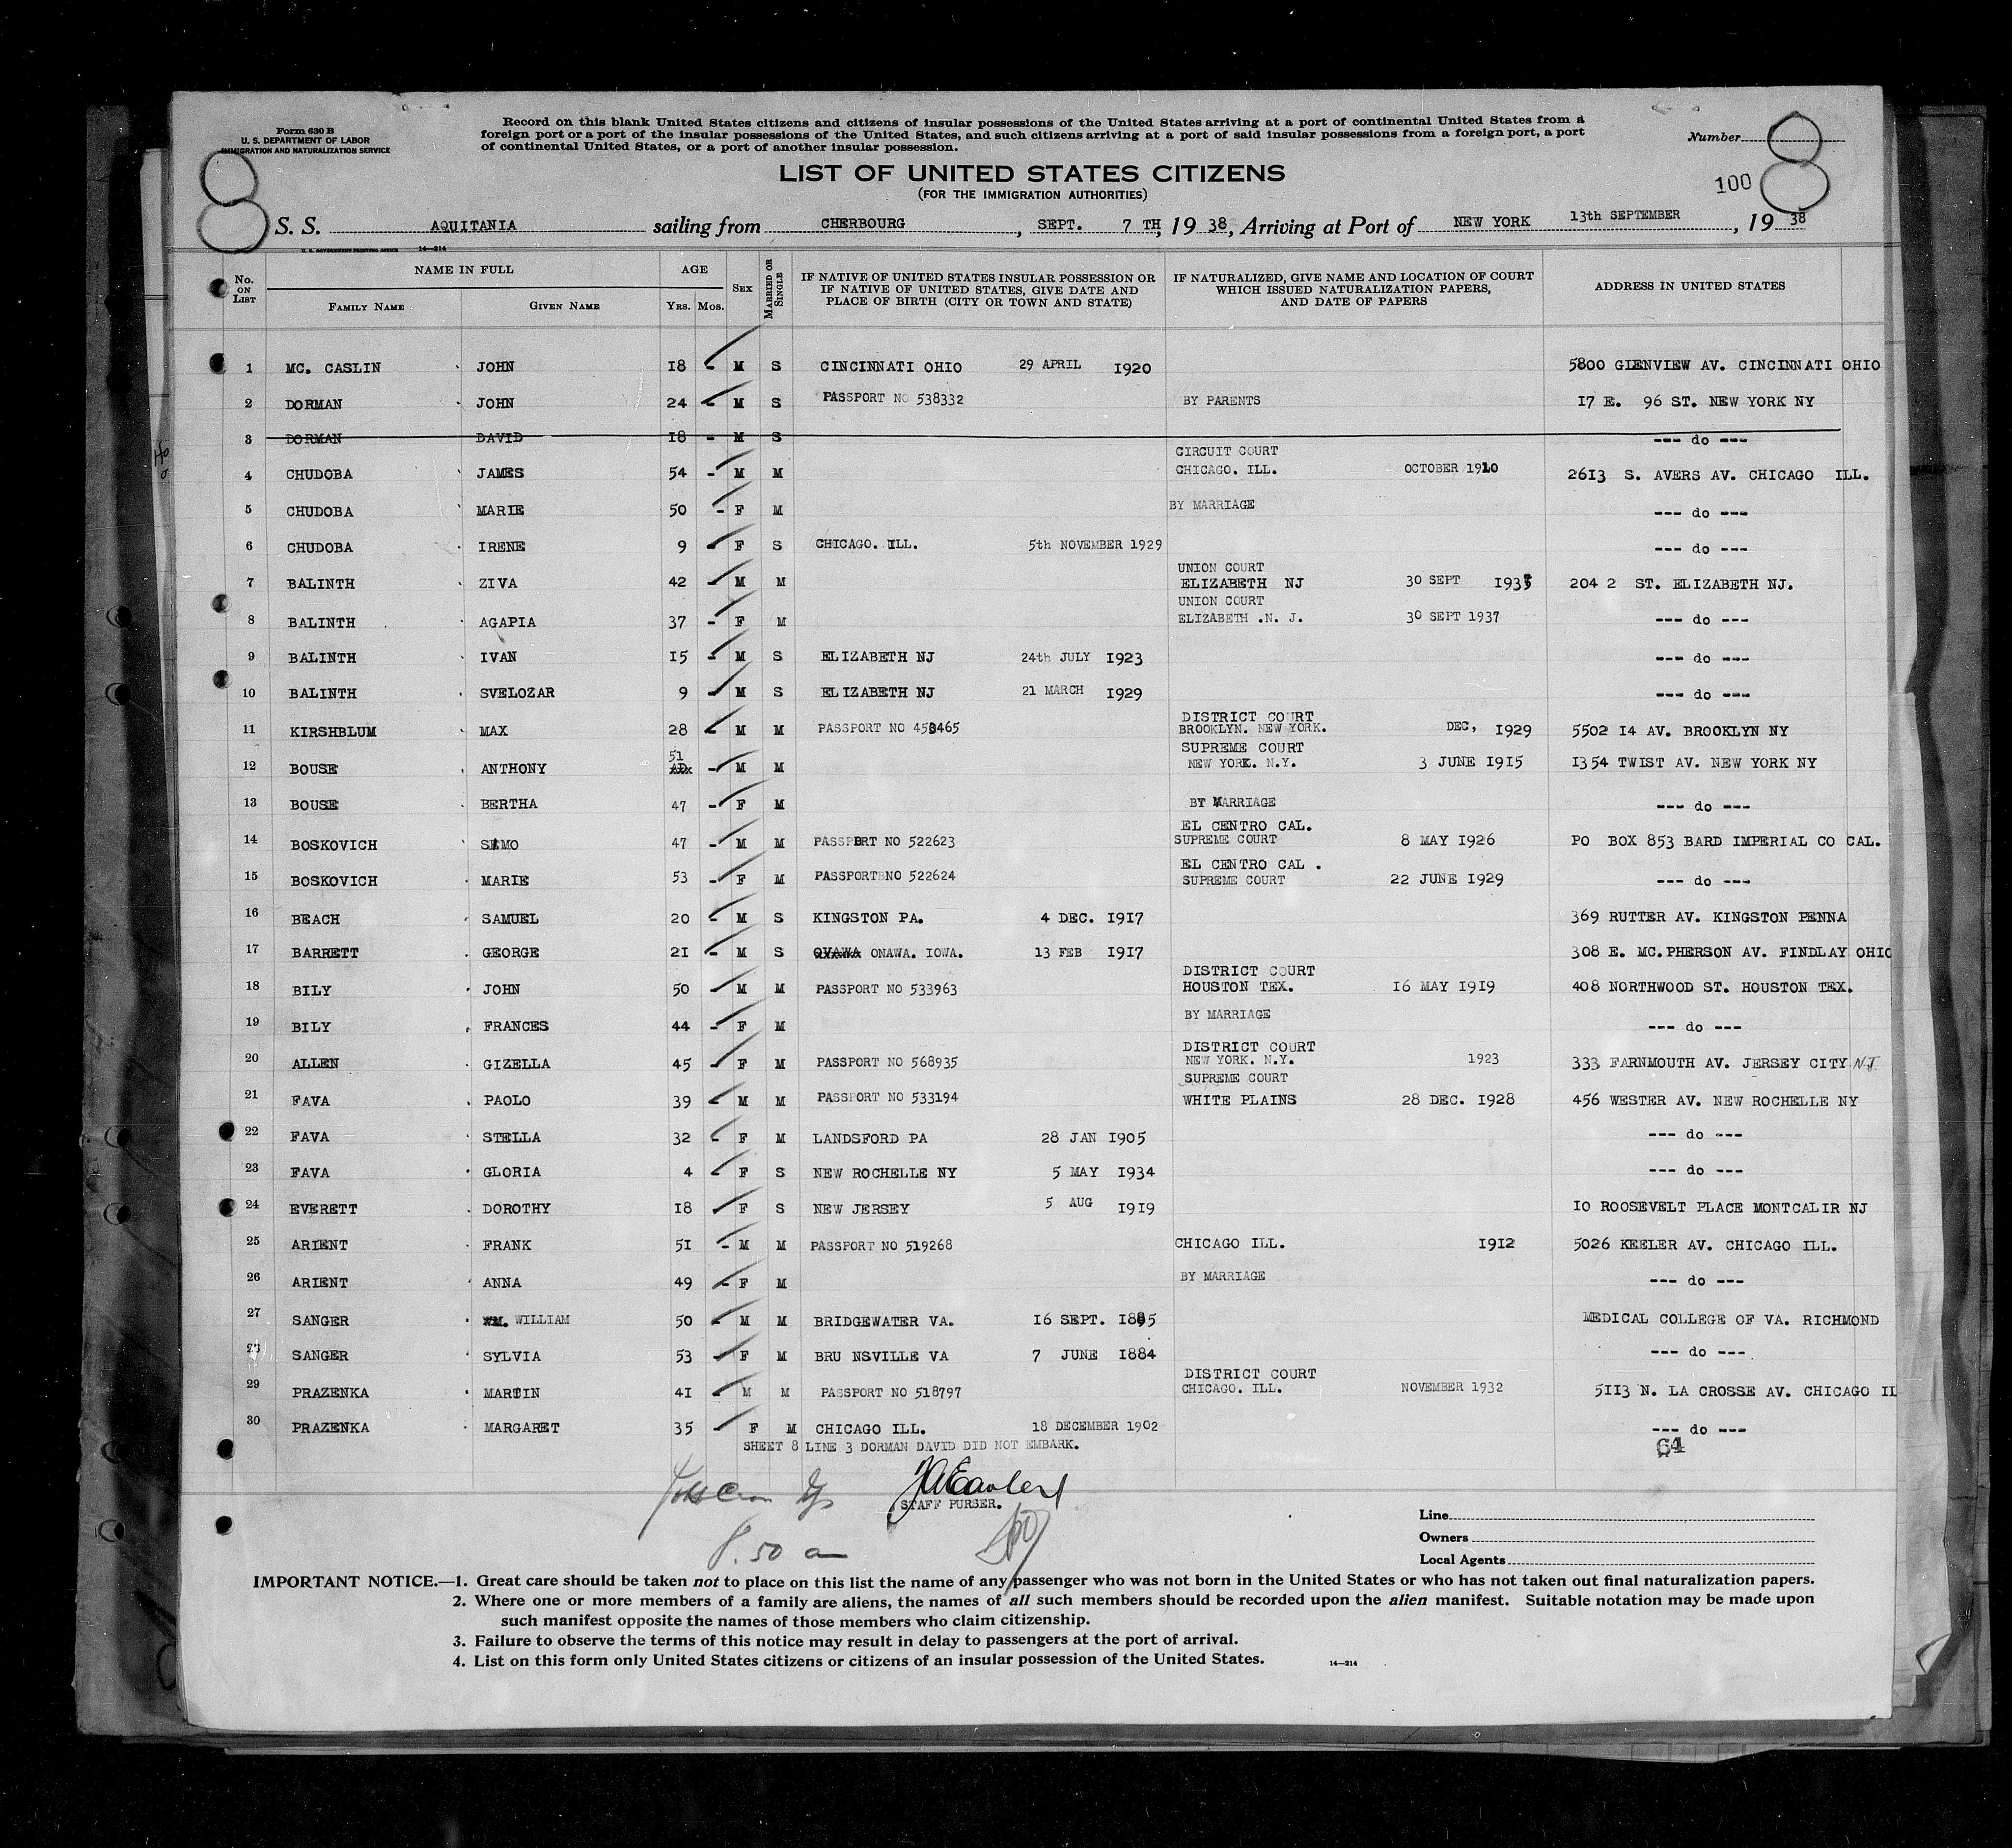 Form 630 B
U. S. DEPARTMENT OF LABOR
IMMIGRATION AND NATURALIZATION SERVICE
Record on this blank United States citizens and citizens of insular possessions of the United States arriving at a port of continental United States from a
foreign port or a port of the insular possessions of the United States, and such citizens arriving at a port of said insular possessions from a foreign port, a port
of continental United States, or a port of another insular possession.
Number 8
8
LIST OF UNITED STATES CITIZENS
(FOR THE IMMIGRATION AUTHORITIES)
100
S. S. AQUITANIA sailing from CHERBOURG, SEPT. 7 TH, 19 38, Arriving at Port of NEW YORK 13th SEPTEMBER, 19 38
U. S. GOVERNMENT PRINTING OFFICE 14—214
No. ON LIST
NAME IN FULL
FAMILY NAME GIVEN NAME
AGE
YRS. MOS.
SEX
MARRIED OR SINGLE
IF NATIVE OF UNITED STATES INSULAR POSSESSION OR
IF NATIVE OF UNITED STATES, GIVE DATE AND
PLACE OF BIRTH (CITY OR TOWN AND STATE)
IF NATURALIZED, GIVE NAME AND LOCATION OF COURT
WHICH ISSUED NATURALIZATION PAPERS,
AND DATE OF PAPERS
ADDRESS IN UNITED STATES
1 MC. CASLIN JOHN 18 - M S CINCINNATI OHIO 29 APRIL 1920 5800 GLENVIEW AV. CINCINNATI OHIO
2 DORMAN JOHN 24 - M S PASSPORT NO 538332 BY PARENTS 17 E. 96 ST. NEW YORK NY
3 DORMAN DAVID 18 - M S --- do ---
CIRCUIT COURT
4 CHUDOBA JAMES 54 - M M CHICAGO. ILL. OCTOBER 1910 2613 S. AVERS AV. CHICAGO ILL.
5 CHUDOBA MARIE 50 - F M BY MARRIAGE --- do ---
6 CHUDOBA IRENE 9 - F S CHICAGO. ILL. 5th NOVEMBER 1929 --- do ---
UNION COURT
7 BALINTH ZIVA 42 - M M ELIZABETH NJ 30 SEPT 204 2 ST. ELIZABETH NJ.
UNION COURT
8 BALINTH AGAPIA 37 - F M ELIZABETH .N. J. 30 SEPT 1937 --- do ---
9 BALINTH IVAN 15 - M S ELIZABETH NJ 24th JULY 1923 --- do ---
10 BALINTH SVELOZAR 9 - M S ELIZABETH NJ 21 MARCH 1929 --- do ---
DISTRICT COURT
11 KIRSHBLUM MAX 28 - M M PASSPORT NO BROOKLYN. NEW YORK. DEC, 1929 5502 I4 AV. BROOKLYN NY
51
SUPREME COURT
12 BOUSE ANTHONY - M M NEW YORK. N.Y. 3 JUNE 1915 1354 TWIST AV. NEW YORK NY
13 BOUSE BERTHA 47 - F M BY MARRIAGE --- do ---
EL CENTRO CAL.
14 BOSKOVICH SAMO 47 - M M PASSPORT NO 522623 SUPREME COURT 8 MAY 1926 PO BOX 853 BARD IMPERIAL CO CAL.
EL CENTRO CAL .
15 BOSKOVICH MARIE 53 - F M PASSPORT NO 522624 SUPREME COURT 22 JUNE 1929 --- do ---
16 BEACH SAMUEL 20 - M S KINGSTON PA. 4 DEC. 1917 369 RUTTER AV. KINGSTON PENNA
17 BARRETT GEORGE 21 - M S ONAWA. IOWA. 13 FEB 1917 308 E. MC.PHERSON AV. FINDLAY OHIO
DISTRICT COURT
18 BILY JOHN 50 - M M PASSPORT NO 533963 HOUSTON TEX. 16 MAY 1919 408 NORTHWOOD ST. HOUSTON TEX.
19 BILY FRANCES 44 - F M BY MARRIAGE --- do ---
DISTRICT COURT
20 ALLEN GIZELLA 45 - F M PASSPORT NO 568935 NEW YORK. N.Y. 1923 333 FARNMOUTH AV. JERSEY CITY N.J.
SUPREME COURT
21 FAVA PAOLO 39 - M M PASSPORT NO 533194 WHITE PLAINS 28 DEC. 1928 456 WESTER AV. NEW ROCHELLE NY
22 FAVA STELLA 32 - F M LANDSFORD PA 28 JAN 1905 --- do ---
23 FAVA GLORIA 4 - F S NEW ROCHELLE NY 5 MAY 1934 --- do ---
24 EVERETT DOROTHY 18 - F S NEW JERSEY 5 AUG 1919 10 ROOSEVELT PLACE MONTCALIR NJ
25 ARIENT FRANK 51 - M M PASSPORT NO 519268 CHICAGO ILL. 1912 5026 KEELER AV. CHICAGO ILL.
26 ARIENT ANNA 49 - F M BY MARRIAGE --- do ---
27 SANGER WM. WILLIAM 50 - M M BRIDGEWATER VA. 16 SEPT. MEDICAL COLLEGE OF VA. RICHMOND
28 SANGER SYLVIA 53 - F M BRU NSVILLE VA 7 JUNE 1884 --- do ---
DISTRICT COURT
29 PRAZENKA MARTIN 41 - M M PASSPORT NO 518797 CHICAGO. ILL. NOVEMBER 1932 5113 N. LA CROSSE AV. CHICAGO IL
30 PRAZENKA MARGARET 35 - F M CHICAGO ILL. 18 DECEMBER 1902 --- do ---
SHEET 8 LINE 3 DORMAN DAVID DID NOT EMBARK.
64
STAFF PURSER.
8.50 a
Line
Owners
Local Agents
IMPORTANT NOTICE.—1. Great care should be taken not to place on this list the name of any passenger who was not born in the United States or who has not taken out final naturalization papers.
2. Where one or more members of a family are aliens, the names of all such members should be recorded upon the alien manifest. Suitable notation may be made upon
such manifest opposite the names of those members who claim citizenship.
3. Failure to observe the terms of this notice may result in delay to passengers at the port of arrival.
4. List on this form only United States citizens or citizens of an insular possession of the United States. 14—214